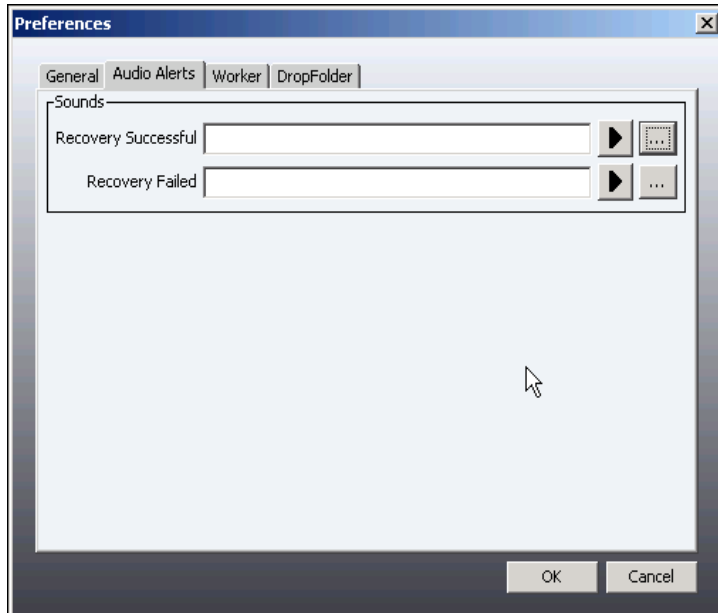 Preferences
General Audio Alerts Worker DropFolder
Sounds
Recovery Successful ...
Recovery Failed ...
OK Cancel